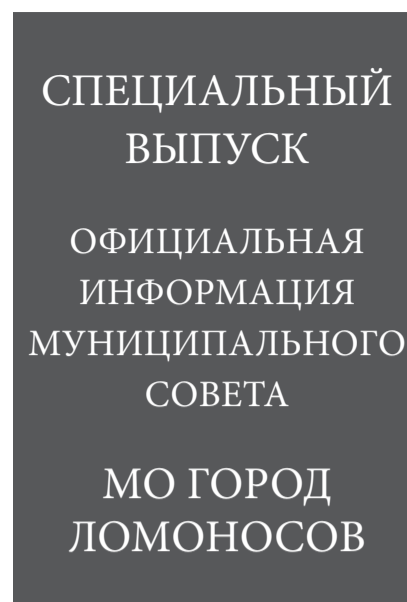 СПЕЦИАЛЬНЫЙ
ВЫПУСК
ОФИЦИАЛЬНАЯ
ИНФОРМАЦИЯ
МУНИЦИПАЛЬНОГО
СОВЕТА
МО ГОРОД
ЛОМОНОСОВ